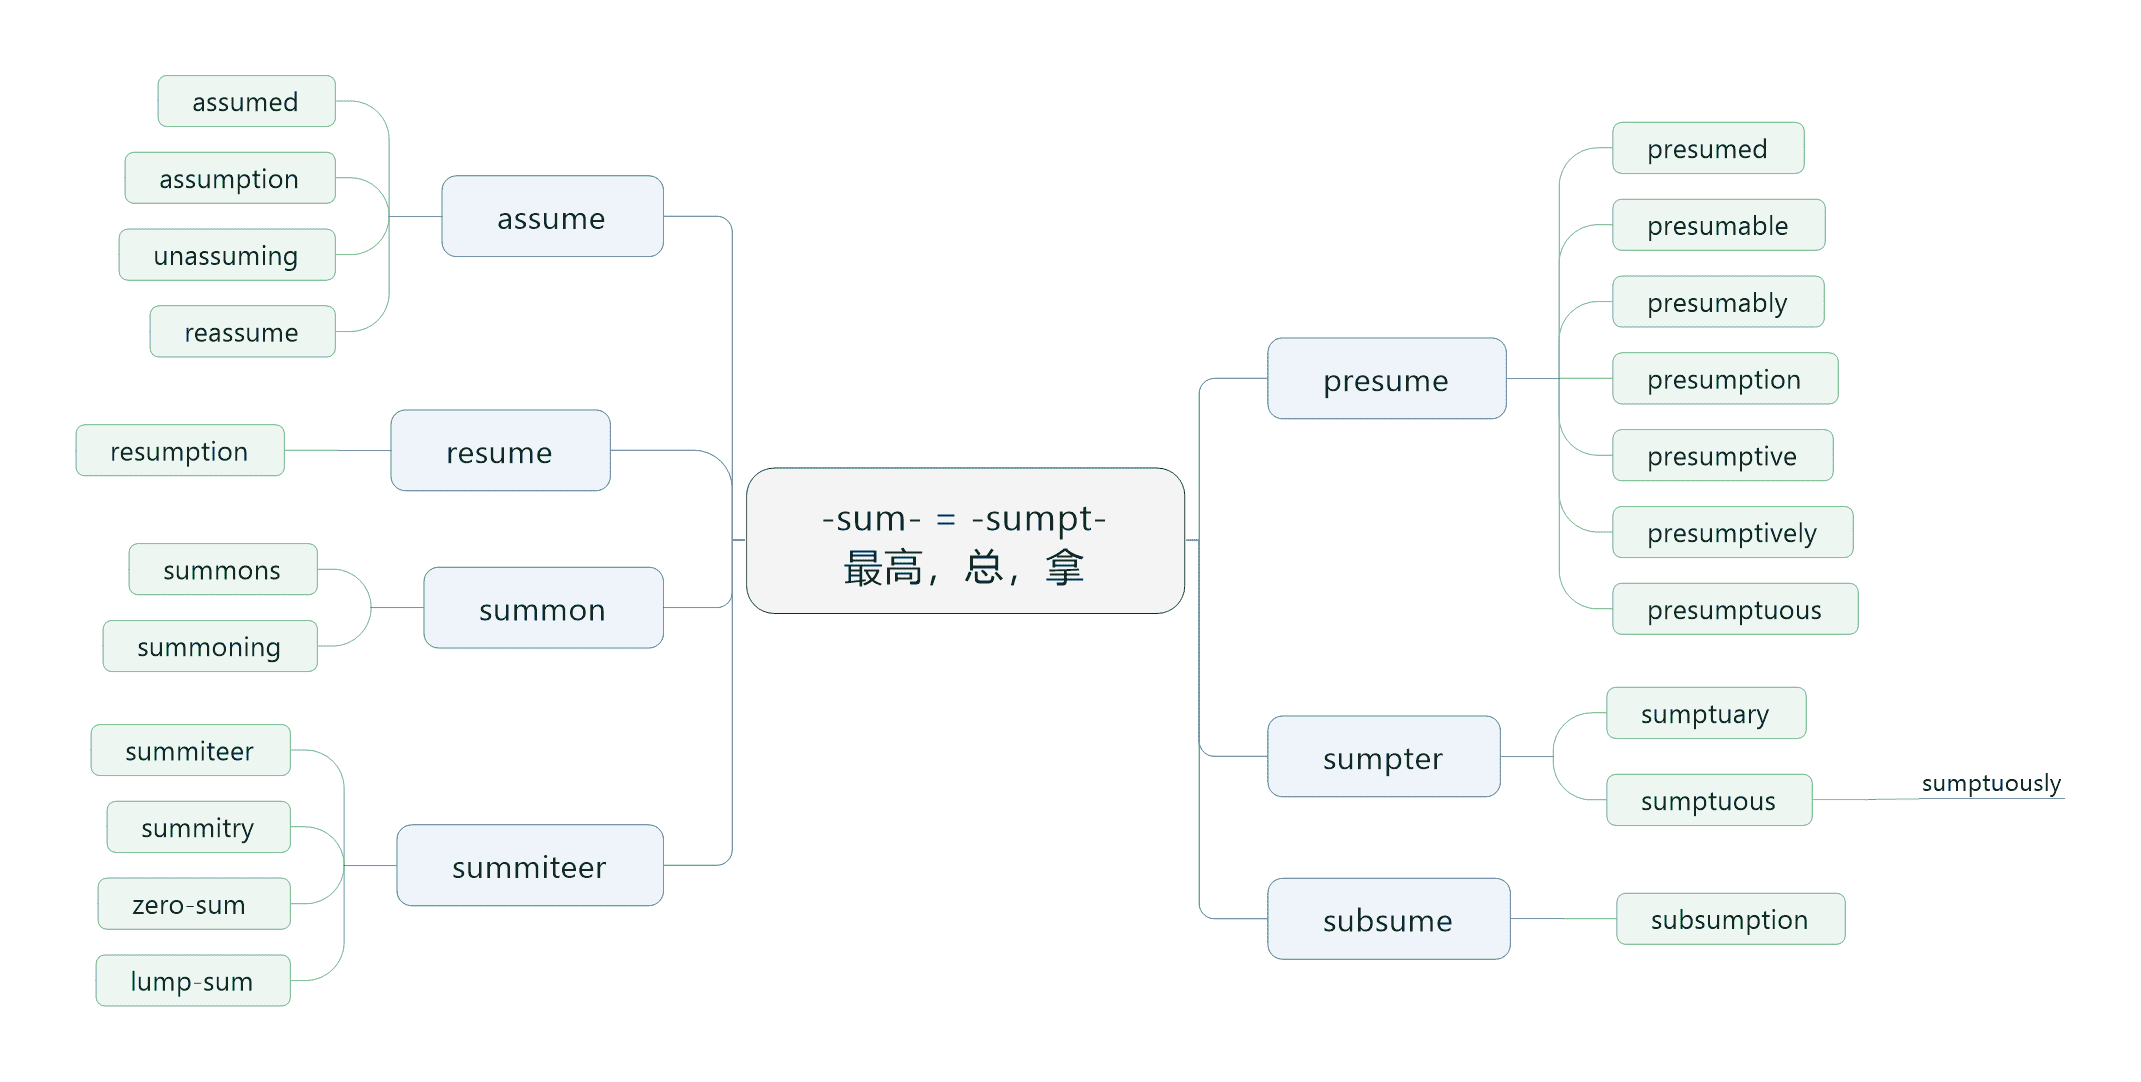 -sum- = -sumpt-
最高，总，拿
assume
assumed
assumption
unassuming
reassume
resume
resumption
summon
summons
summoning
summiteer
summiteer
summitry
zero-sum
lump-sum
presume
presumed
presumable
presumably
presumption
presumptive
presumptively
presumptuous
sumpter
sumptuary
sumptuous
sumptuously
subsume
subsumption